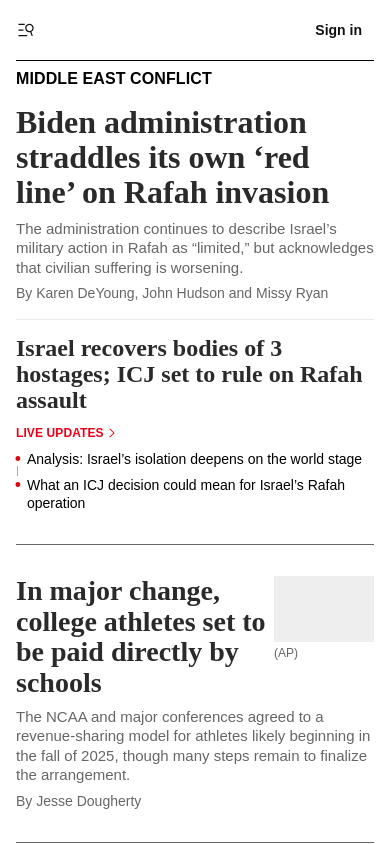 Sign in
MIDDLE EAST CONFLICT
Biden administration
straddles its own ‘red
line’ on Rafah invasion
The administration continues to describe Israel’s
military action in Rafah as “limited,” but acknowledges
that civilian suffering is worsening.
By Karen DeYoung, John Hudson and Missy Ryan
Israel recovers bodies of 3
hostages; ICJ set to rule on Rafah
assault
LIVE UPDATES
Analysis: Israel’s isolation deepens on the world stage
What an ICJ decision could mean for Israel’s Rafah
operation
In major change,
college athletes set to
be paid directly by
schools
(AP)
The NCAA and major conferences agreed to a
revenue-sharing model for athletes likely beginning in
the fall of 2025, though many steps remain to finalize
the arrangement.
By Jesse Dougherty